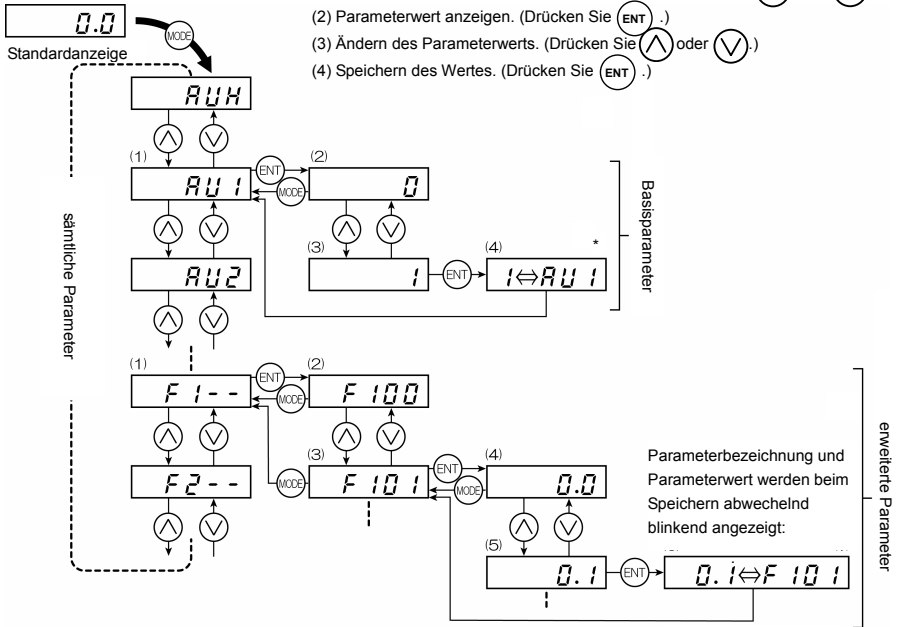 (2) Parameterwert anzeigen. (Drücken Sie ENT .)
0.0
MODE
Standardanzeige
(3) Ändern des Parameterwerts. (Drücken Sie oder .)
(4) Speichern des Wertes. (Drücken Sie ENT .)
AUH
(1)
AU1
ENT
MODE
(2)
0
(3)
1
ENT
(4)
*
1⇔AU1
AU2
Basisparameter
sämtliche Parameter
(1)
F1--
ENT
MODE
(2)
F100
F2--
MODE
(3)
F101
ENT
MODE
(4)
0.0
(5)
0.1
ENT
0.1⇔F101
Parameterbezeichnung und
Parameterwert werden beim
Speichern abwechelnd
blinkend angezeigt:
erweiterte Parameter